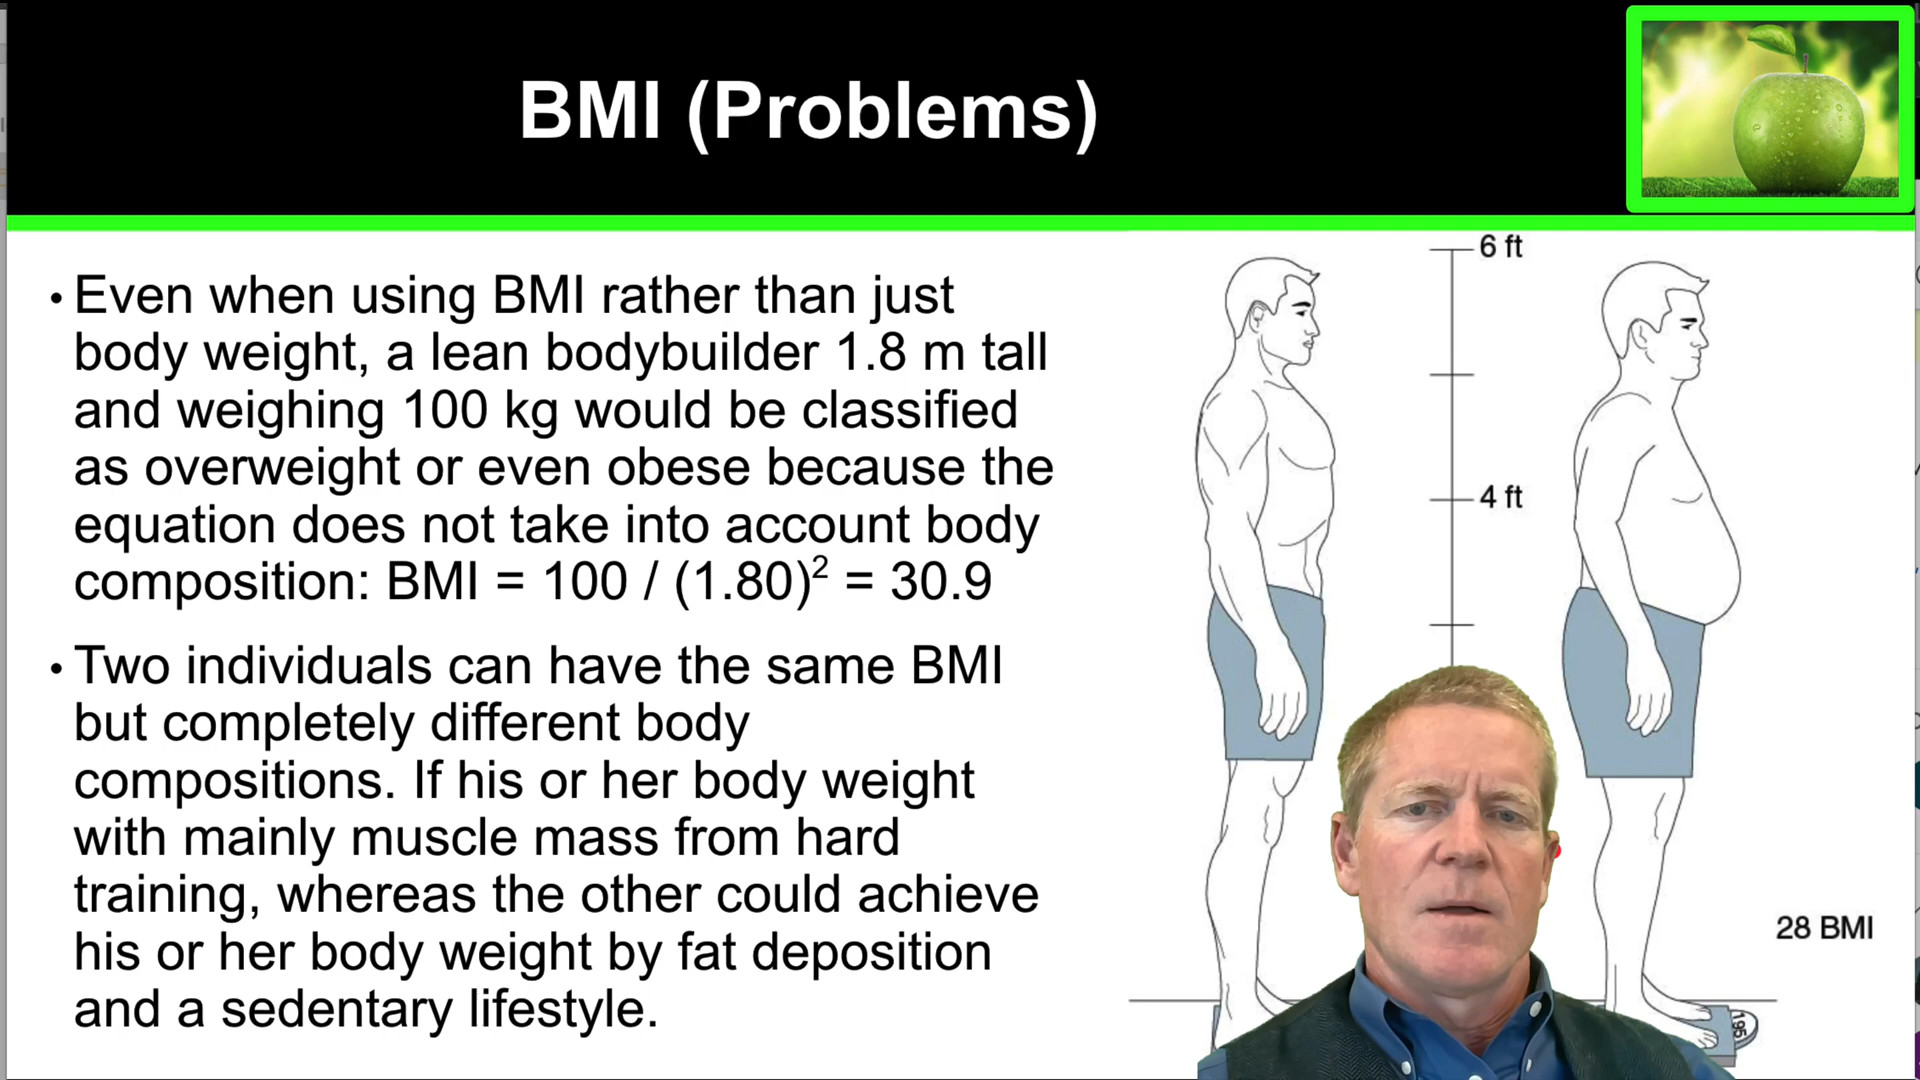 BMI (Problems)
• Even when using BMI rather than just
body weight, a lean bodybuilder 1.8 m tall
and weighing 100 kg would be classified
as overweight or even obese because the
equation does not take into account body
composition: BMI = 100 / (1.80)² = 30.9
• Two individuals can have the same BMI
but completely different body
compositions. If his or her body weight
with mainly muscle mass from hard
training, whereas the other could achieve
his or her body weight by fat deposition
and a sedentary lifestyle.
6 ft
4 ft
28 BMI
195